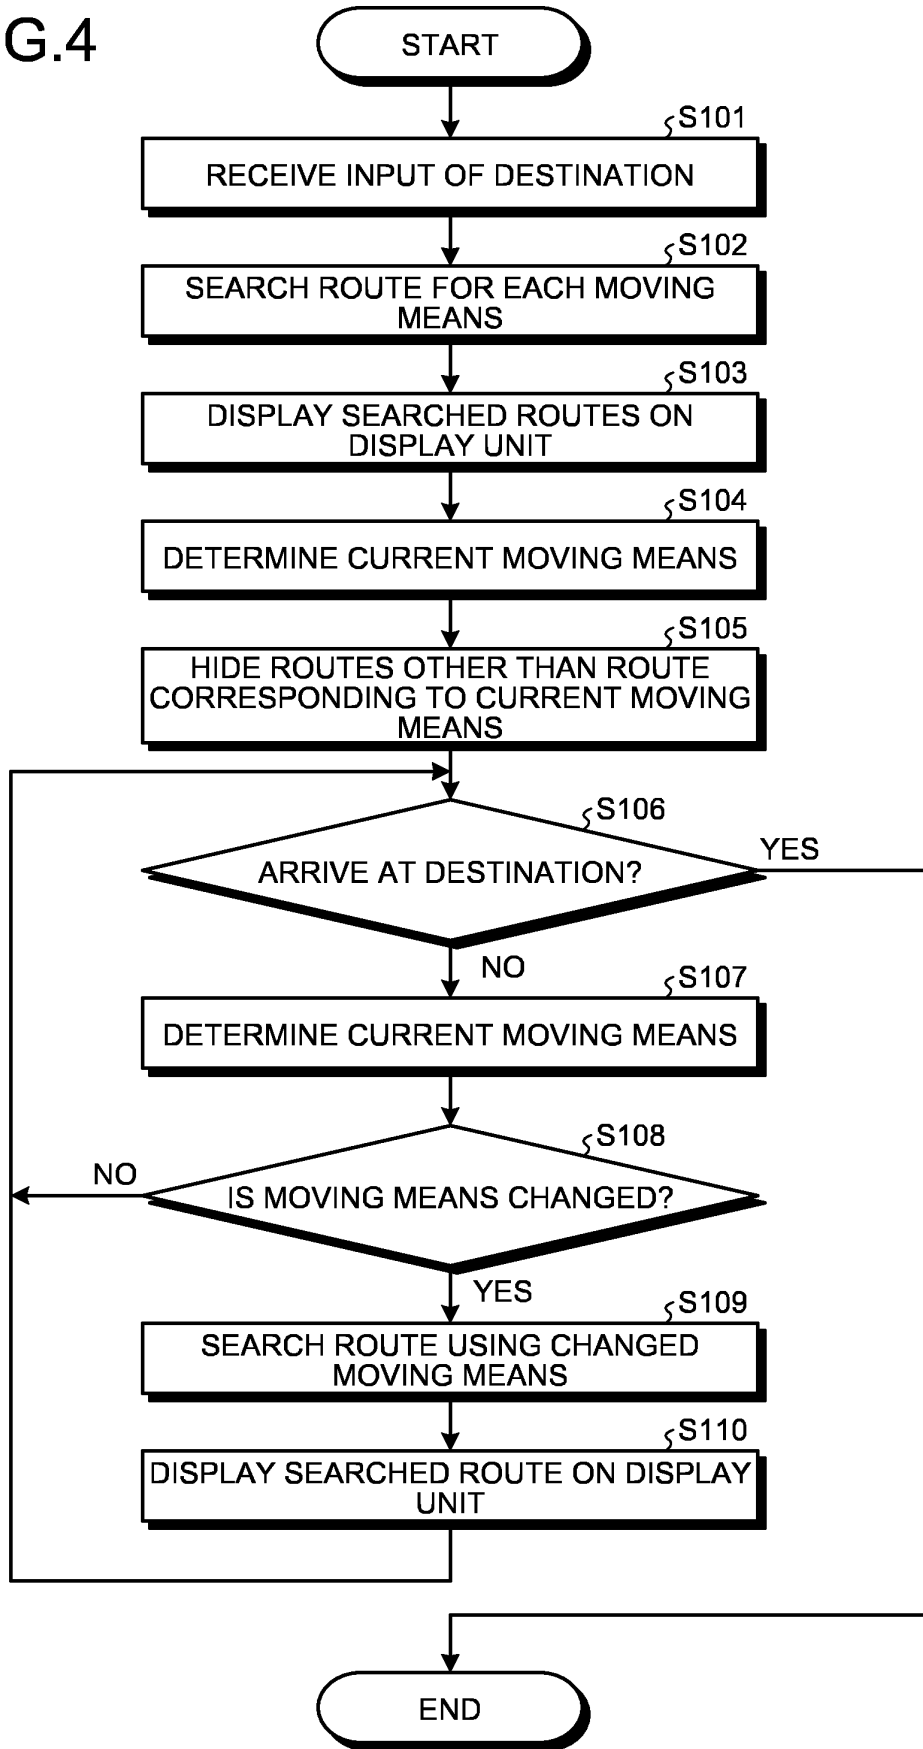 G.4
START
S101
RECEIVE INPUT OF DESTINATION
S102
SEARCH ROUTE FOR EACH MOVING
MEANS
S103
DISPLAY SEARCHED ROUTES ON
DISPLAY UNIT
S104
DETERMINE CURRENT MOVING MEANS
S105
HIDE ROUTES OTHER THAN ROUTE
CORRESPONDING TO CURRENT MOVING
MEANS
S106
ARRIVE AT DESTINATION?
YES
NO
S107
DETERMINE CURRENT MOVING MEANS
S108
IS MOVING MEANS CHANGED?
NO
YES
S109
SEARCH ROUTE USING CHANGED
MOVING MEANS
S110
DISPLAY SEARCHED ROUTE ON DISPLAY
UNIT
END